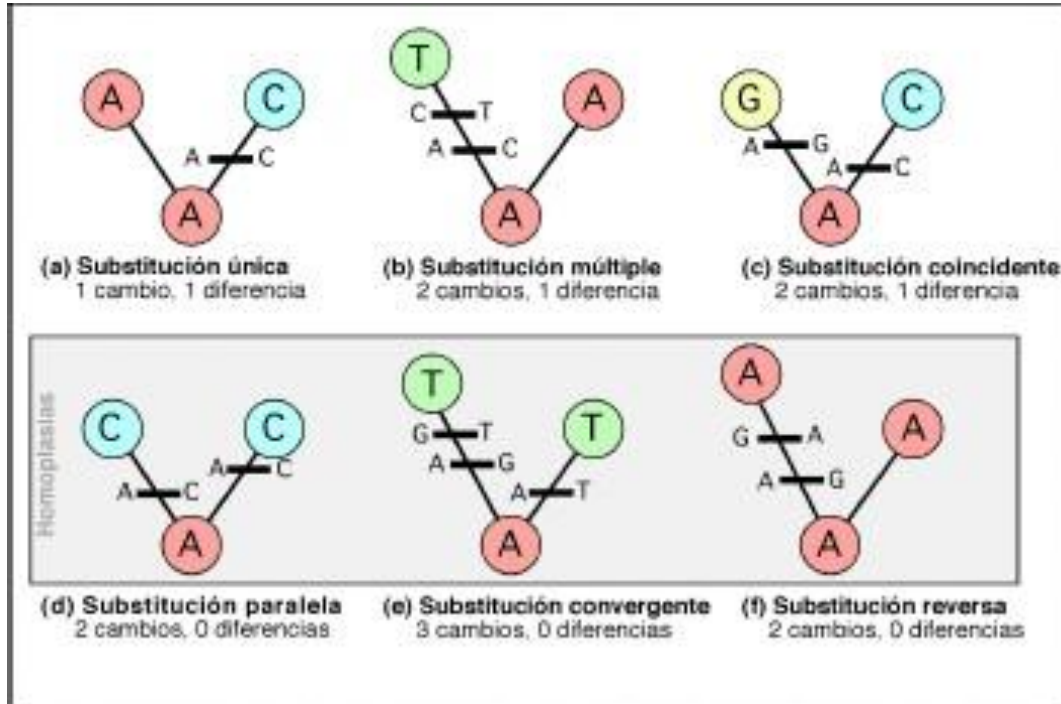 T
A
C
C T
A
G
C
A C
A C
A G
A C
A
A
A
(a) Substitución única
1 cambio, 1 diferencia
(b) Substitución múltiple
2 cambios, 1 diferencia
(c) Substitución coincidente
2 cambios, 1 diferencia
Homoplasias
C
C
A C
A C
A
T
T
G T
A G
A T
A
A
A
G A
A G
A
(d) Substitución paralela
2 cambios, 0 diferencias
(e) Substitución convergente
3 cambios, 0 diferencias
(f) Substitución reversa
2 cambios, 0 diferencias